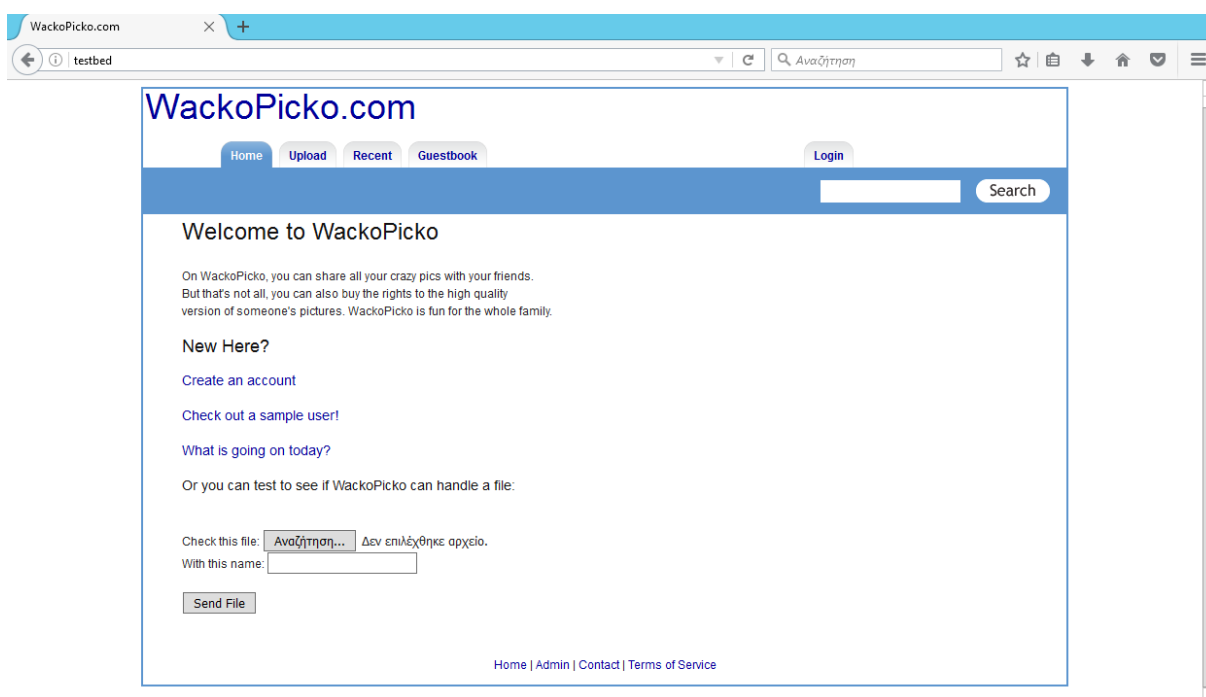 WackoPicko.com
testbed
Αναζήτηση
WackoPicko.com
Home Upload Recent Guestbook Login
Search
Welcome to WackoPicko
On WackoPicko, you can share all your crazy pics with your friends.
But that's not all, you can also buy the rights to the high quality
version of someone's pictures. WackoPicko is fun for the whole family.
New Here?
Create an account
Check out a sample user!
What is going on today?
Or you can test to see if WackoPicko can handle a file:
Check this file: Αναζήτηση... Δεν επιλέχθηκε αρχείο.
With this name:
Send File
Home | Admin | Contact | Terms of Service